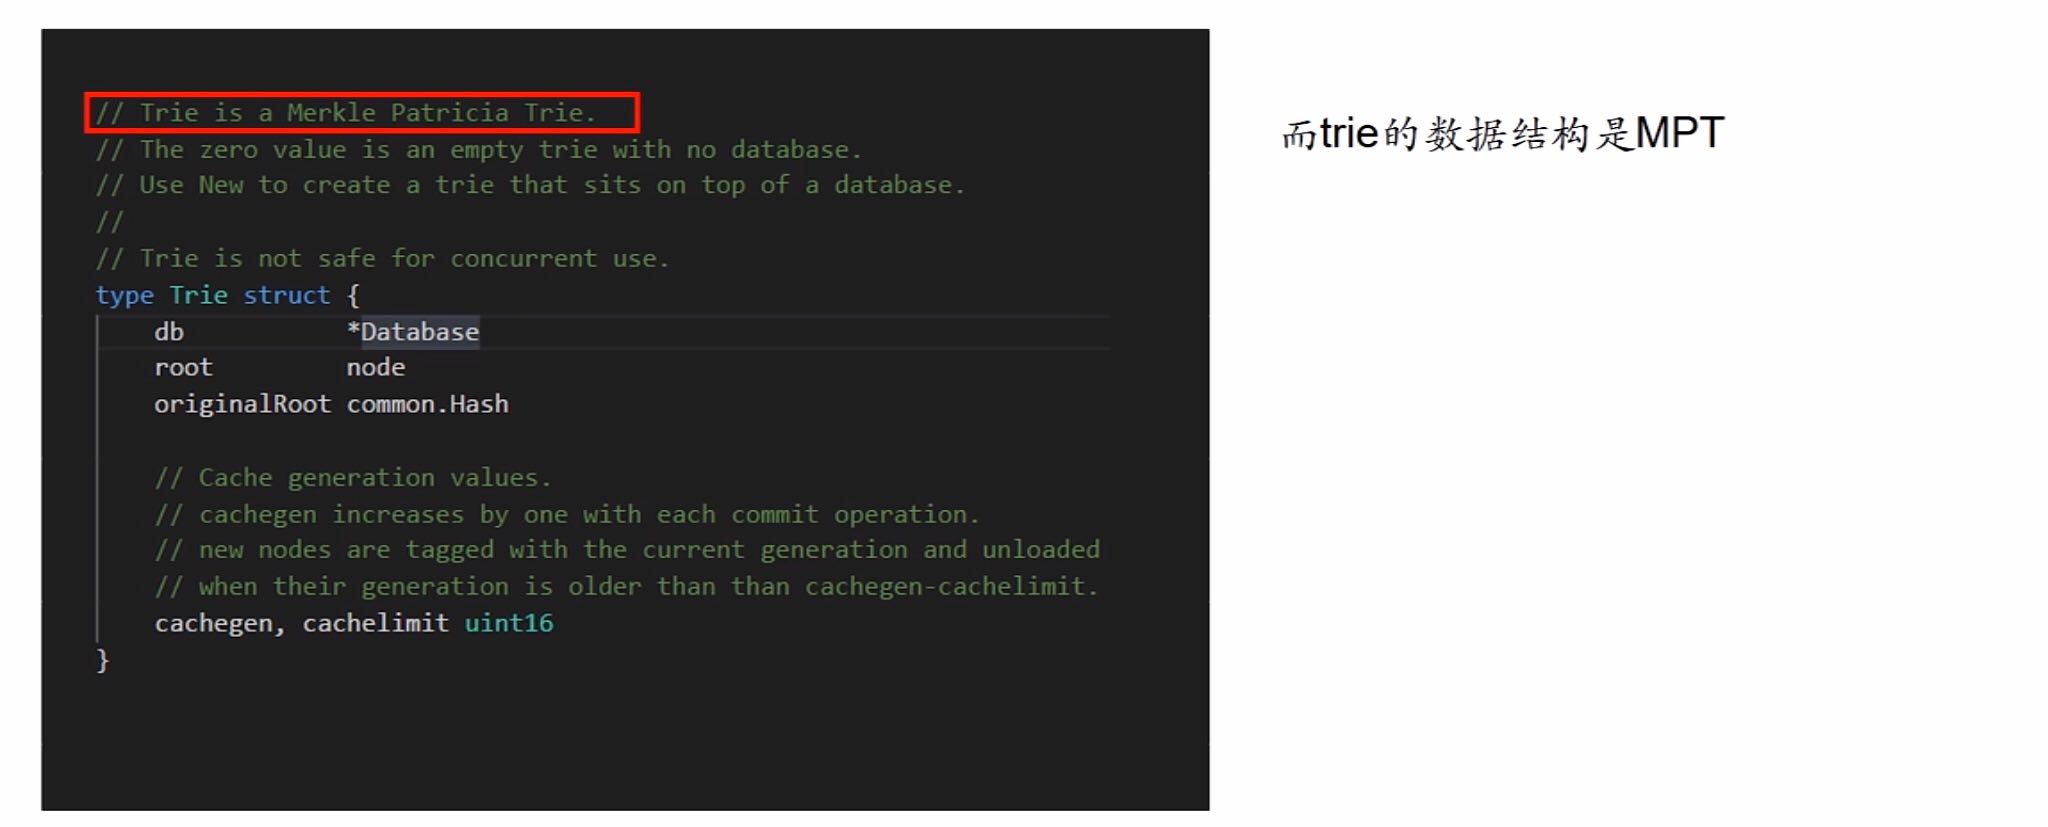 // Trie is a Merkle Patricia Trie.
// The zero value is an empty trie with no database.
// Use New to create a trie that sits on top of a database.
//
// Trie is not safe for concurrent use.
type Trie struct {
    db           *Database
    root         node
    originalRoot common.Hash

    // Cache generation values.
    // cachegen increases by one with each commit operation.
    // new nodes are tagged with the current generation and unloaded
    // when their generation is older than than cachegen-cachelimit.
    cachegen, cachelimit uint16
}
而trie的数据结构是MPT